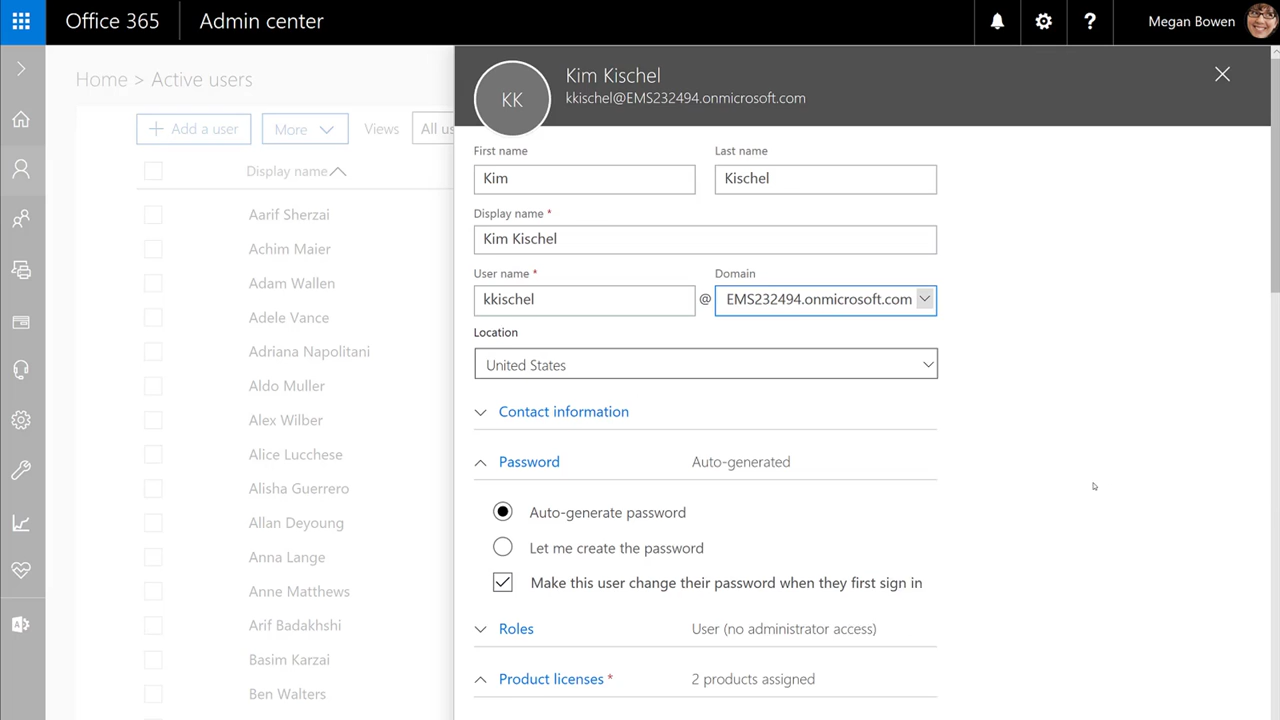 Office 365
Admin center
Megan Bowen
Home > Active users
Add a user
More
Views
All us
Display name
Aarif Sherzai
Achim Maier
Adam Wallen
Adele Vance
Adriana Napolitani
Aldo Muller
Alex Wilber
Alice Lucchese
Alisha Guerrero
Allan Deyoung
Anna Lange
Anne Matthews
Arif Badakhshi
Basim Karzai
Ben Walters
KK
Kim Kischel
kkischel@EMS232494.onmicrosoft.com
First name
Last name
Kim
Kischel
Display name *
Kim Kischel
User name *
Domain
kkischel
@
EMS232494.onmicrosoft.com
Location
United States
Contact information
Password
Auto-generated
Auto-generate password
Let me create the password
Make this user change their password when they first sign in
Roles
User (no administrator access)
Product licenses *
2 products assigned